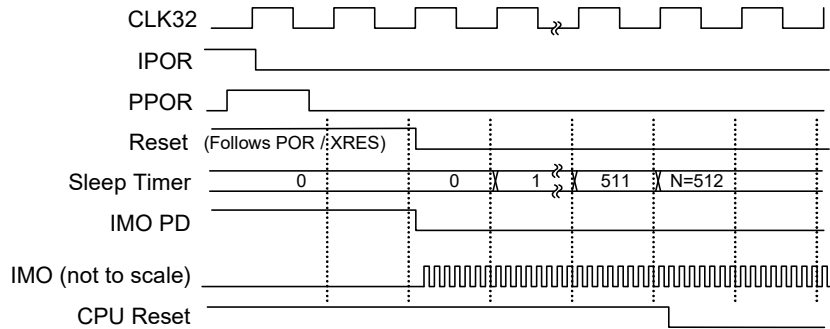 CLK32
IPOR
PPOR
Reset (Follows POR / XRES)
Sleep Timer 0 0 1 511 N=512
IMO PD
IMO (not to scale)
CPU Reset